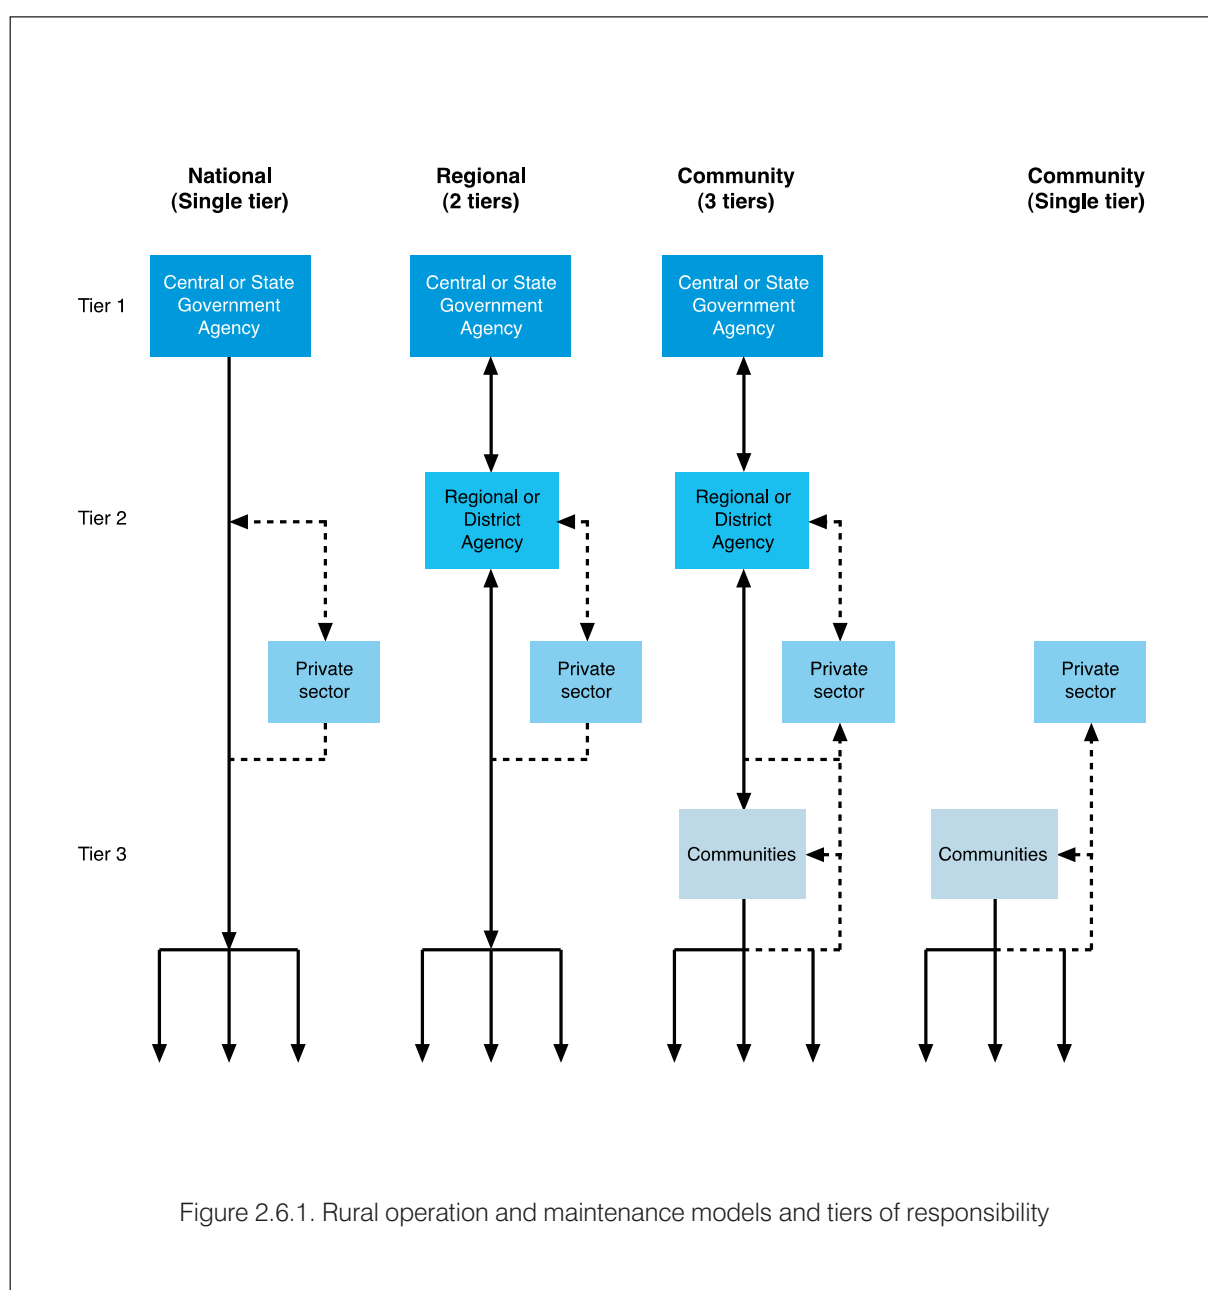 National
(Single tier)
Regional
(2 tiers)
Community
(3 tiers)
Community
(Single tier)
Tier 1
Central or State
Government
Agency
Central or State
Government
Agency
Central or State
Government
Agency
Tier 2
Regional or
District
Agency
Regional or
District
Agency
Private
sector
Private
sector
Private
sector
Private
sector
Tier 3
Communities
Communities
Figure 2.6.1. Rural operation and maintenance models and tiers of responsibility